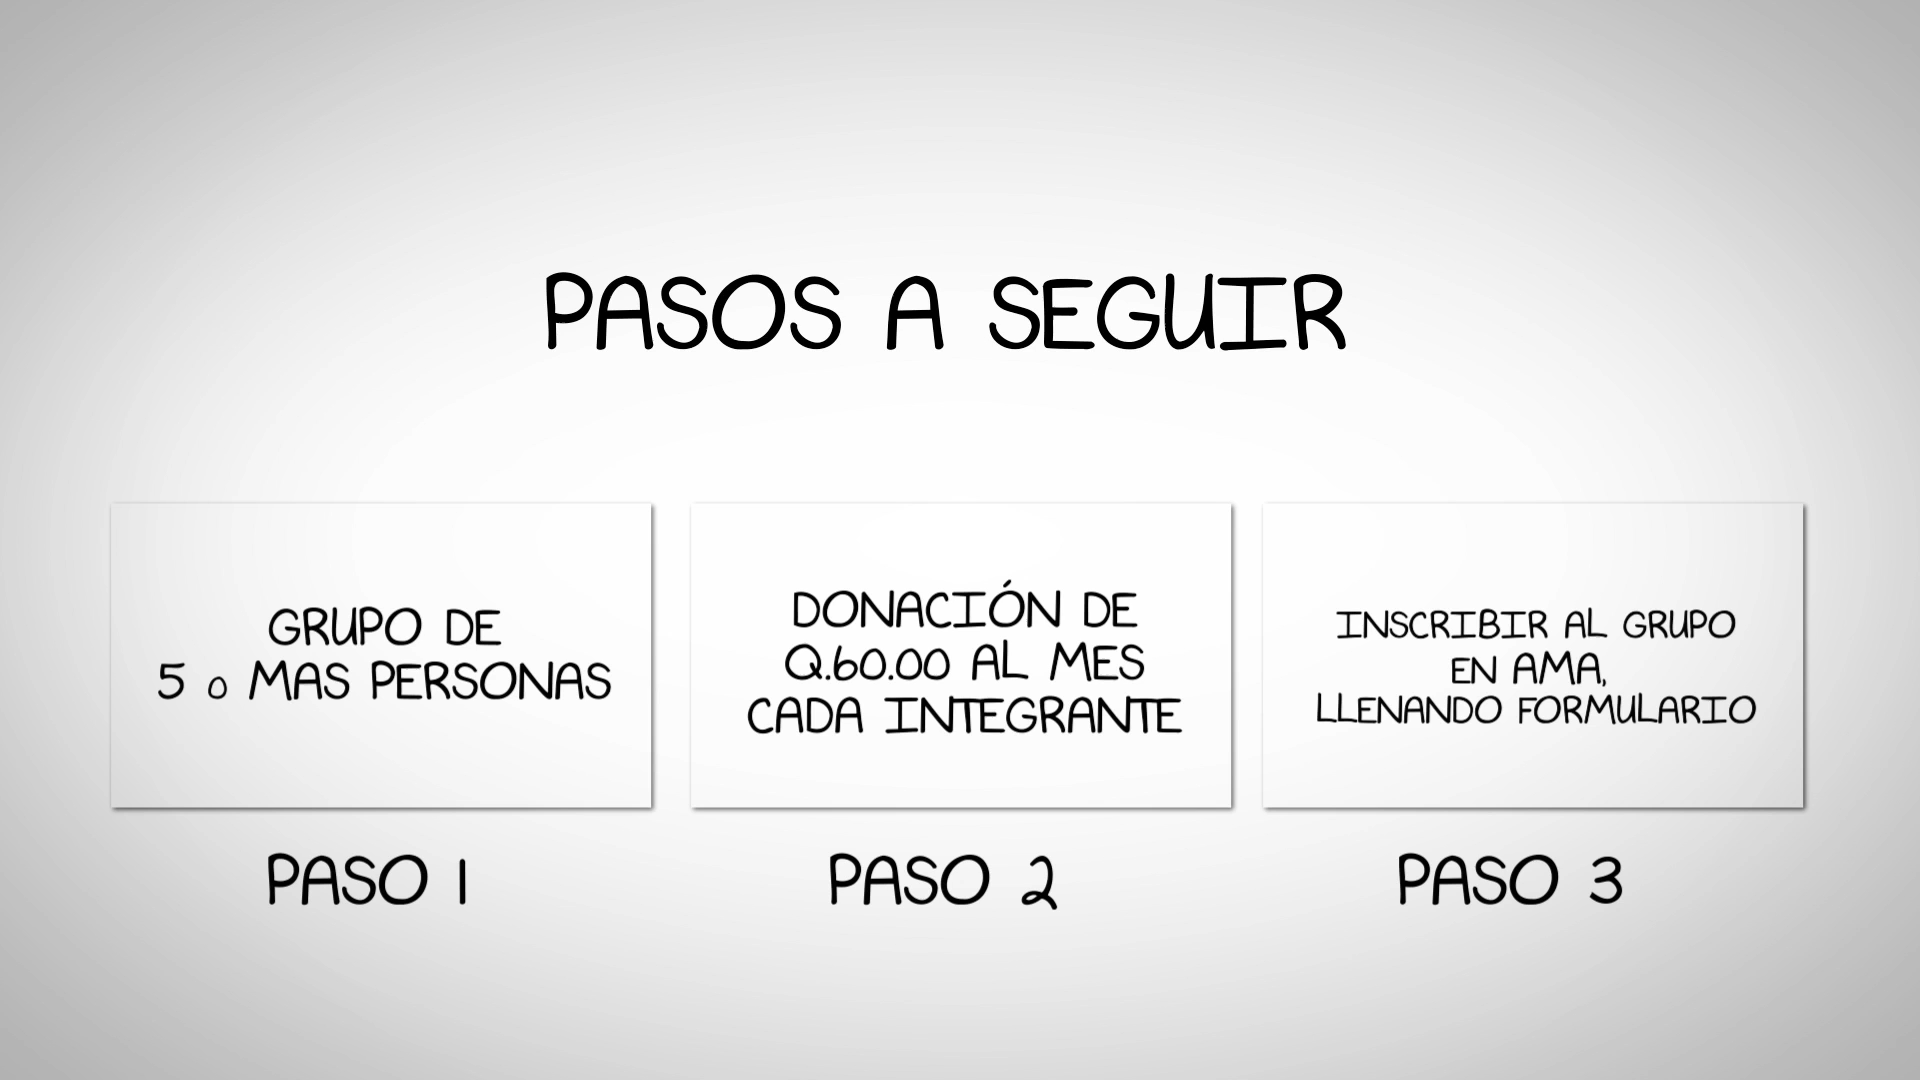 PASOS A SEGUIR
GRUPO DE
5 o MAS PERSONAS
PASO 1
DONACIÓN DE
Q.60.00 AL MES
CADA INTEGRANTE
PASO 2
INSCRIBIR AL GRUPO
EN AMA,
LLENANDO FORMULARIO
PASO 3